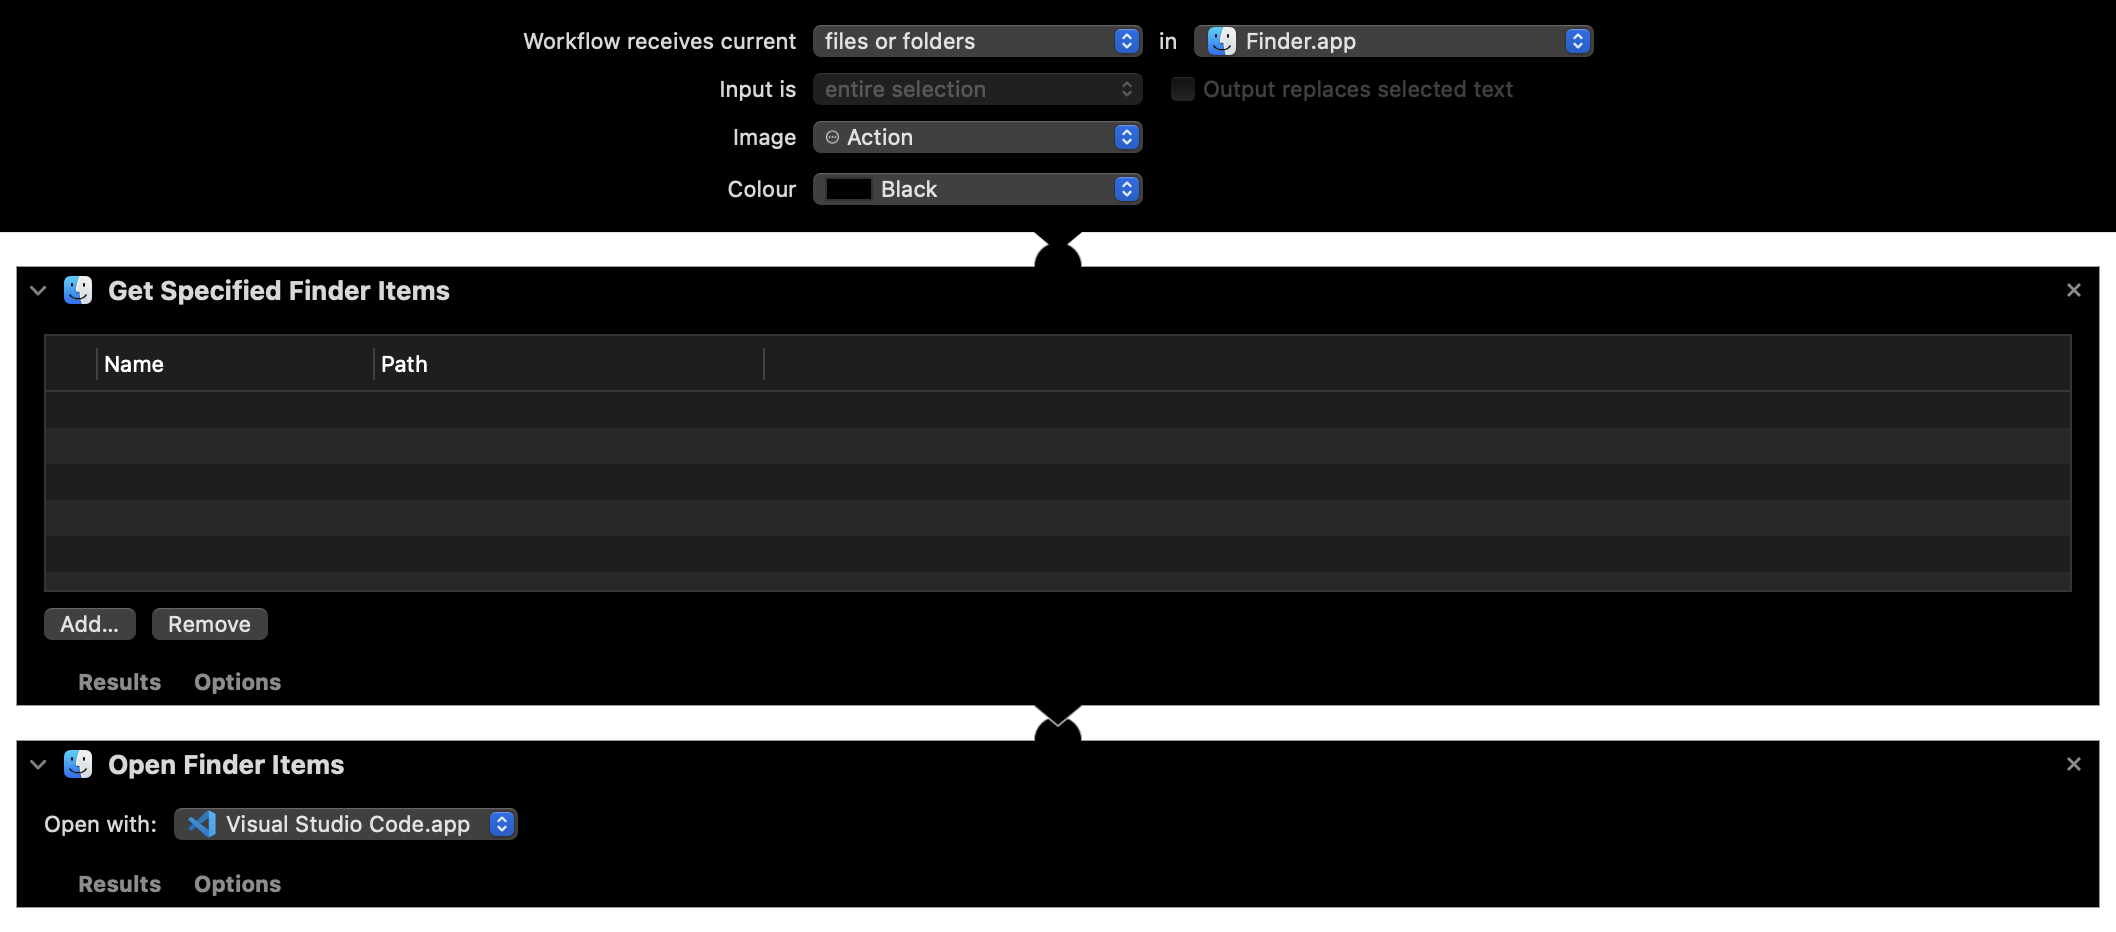 Workflow receives current files or folders in Finder.app
Input is entire selection Output replaces selected text
Image Action
Colour Black
Get Specified Finder Items
Name Path
Add... Remove
Results Options
Open Finder Items
Open with: Visual Studio Code.app
Results Options